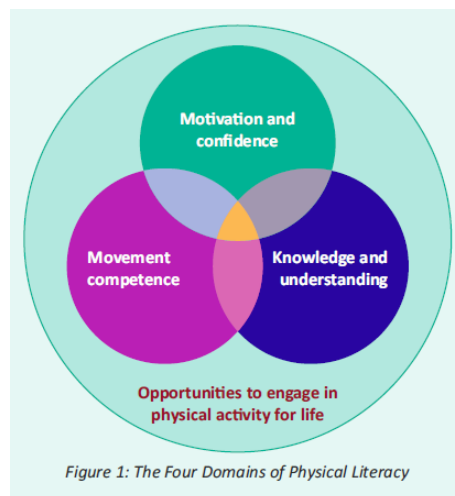 Motivation and
confidence
Movement
competence
Knowledge and
understanding
Opportunities to engage in
physical activity for life
Figure 1: The Four Domains of Physical Literacy